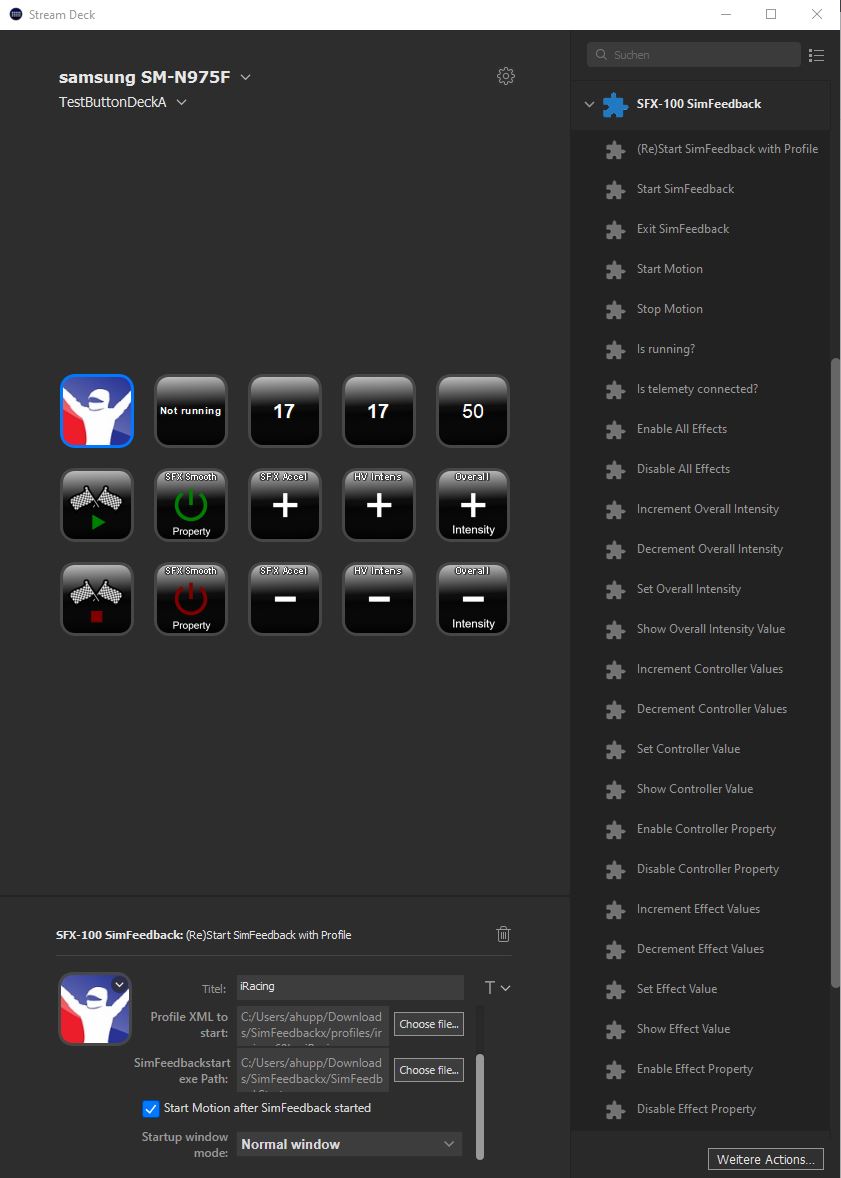 Stream Deck
samsung SM-N975F
TestButtonDeckA
Not running
17
17
50
SFX Smooth
Property
SFX Accel
HV Intens
Overall
Intensity
SFX Smooth
Property
SFX Accel
HV Intens
Overall
Intensity
SFX-100 SimFeedback: (Re)Start SimFeedback with Profile
Titel:
iRacing
T
Profile XML to
start:
C:/Users/ahupp/Download
s/SimFeedbackx/profiles/ir
Choose file...
SimFeedbackstart
exe Path:
C:/Users/ahupp/Download
s/SimFeedbackx/SimFeedb
Choose file...
Start Motion after SimFeedback started
Startup window
mode:
Normal window
Suchen
SFX-100 SimFeedback
(Re)Start SimFeedback with Profile
Start SimFeedback
Exit SimFeedback
Start Motion
Stop Motion
Is running?
Is telemety connected?
Enable All Effects
Disable All Effects
Increment Overall Intensity
Decrement Overall Intensity
Set Overall Intensity
Show Overall Intensity Value
Increment Controller Values
Decrement Controller Values
Set Controller Value
Show Controller Value
Enable Controller Property
Disable Controller Property
Increment Effect Values
Decrement Effect Values
Set Effect Value
Show Effect Value
Enable Effect Property
Disable Effect Property
Weitere Actions...